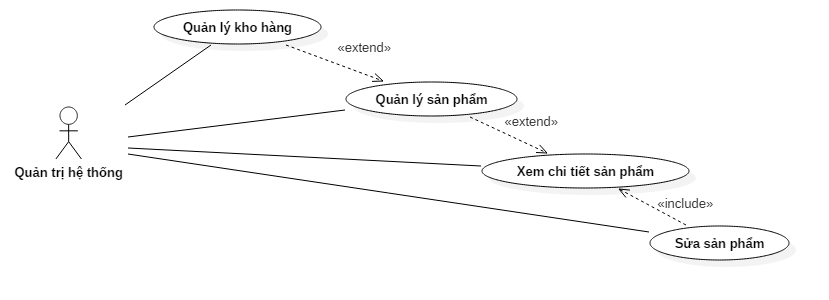 Quản lý kho hàng
«extend»
Quản lý sản phẩm
«extend»
Xem chi tiết sản phẩm
Quản trị hệ thống
«include»
Sửa sản phẩm